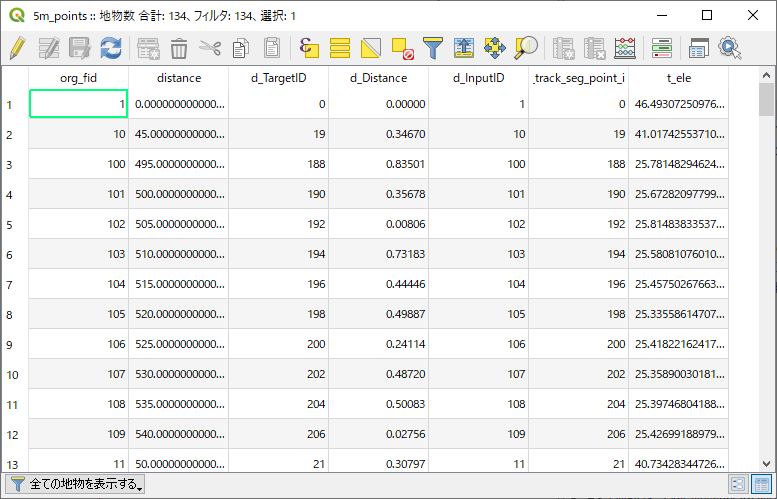 5m_points :: 地物数 合計: 134、フィルタ: 134、選択: 1
org_fid distance d_TargetID d_Distance d_InputID _track_seg_point_i t_ele
1 1 0.000000000000... 0 0.00000 1 0 46.49307250976...
2 10 45.00000000000... 19 0.34670 10 19 41.01742553710...
3 100 495.0000000000... 188 0.83501 100 188 25.78148294624...
4 101 500.0000000000... 190 0.35678 101 190 25.67282097799...
5 102 505.0000000000... 192 0.00806 102 192 25.81483833537...
6 103 510.0000000000... 194 0.73183 103 194 25.58081076010...
7 104 515.0000000000... 196 0.44446 104 196 25.45750267663...
8 105 520.0000000000... 198 0.49887 105 198 25.33558614707...
9 106 525.0000000000... 200 0.24114 106 200 25.41822162417...
10 107 530.0000000000... 202 0.48720 107 202 25.35890030181...
11 108 535.0000000000... 204 0.50083 108 204 25.39746804188...
12 109 540.0000000000... 206 0.02756 109 206 25.42699188979...
13 11 50.00000000000... 21 0.30797 11 21 40.73428344726...
全ての地物を表示する